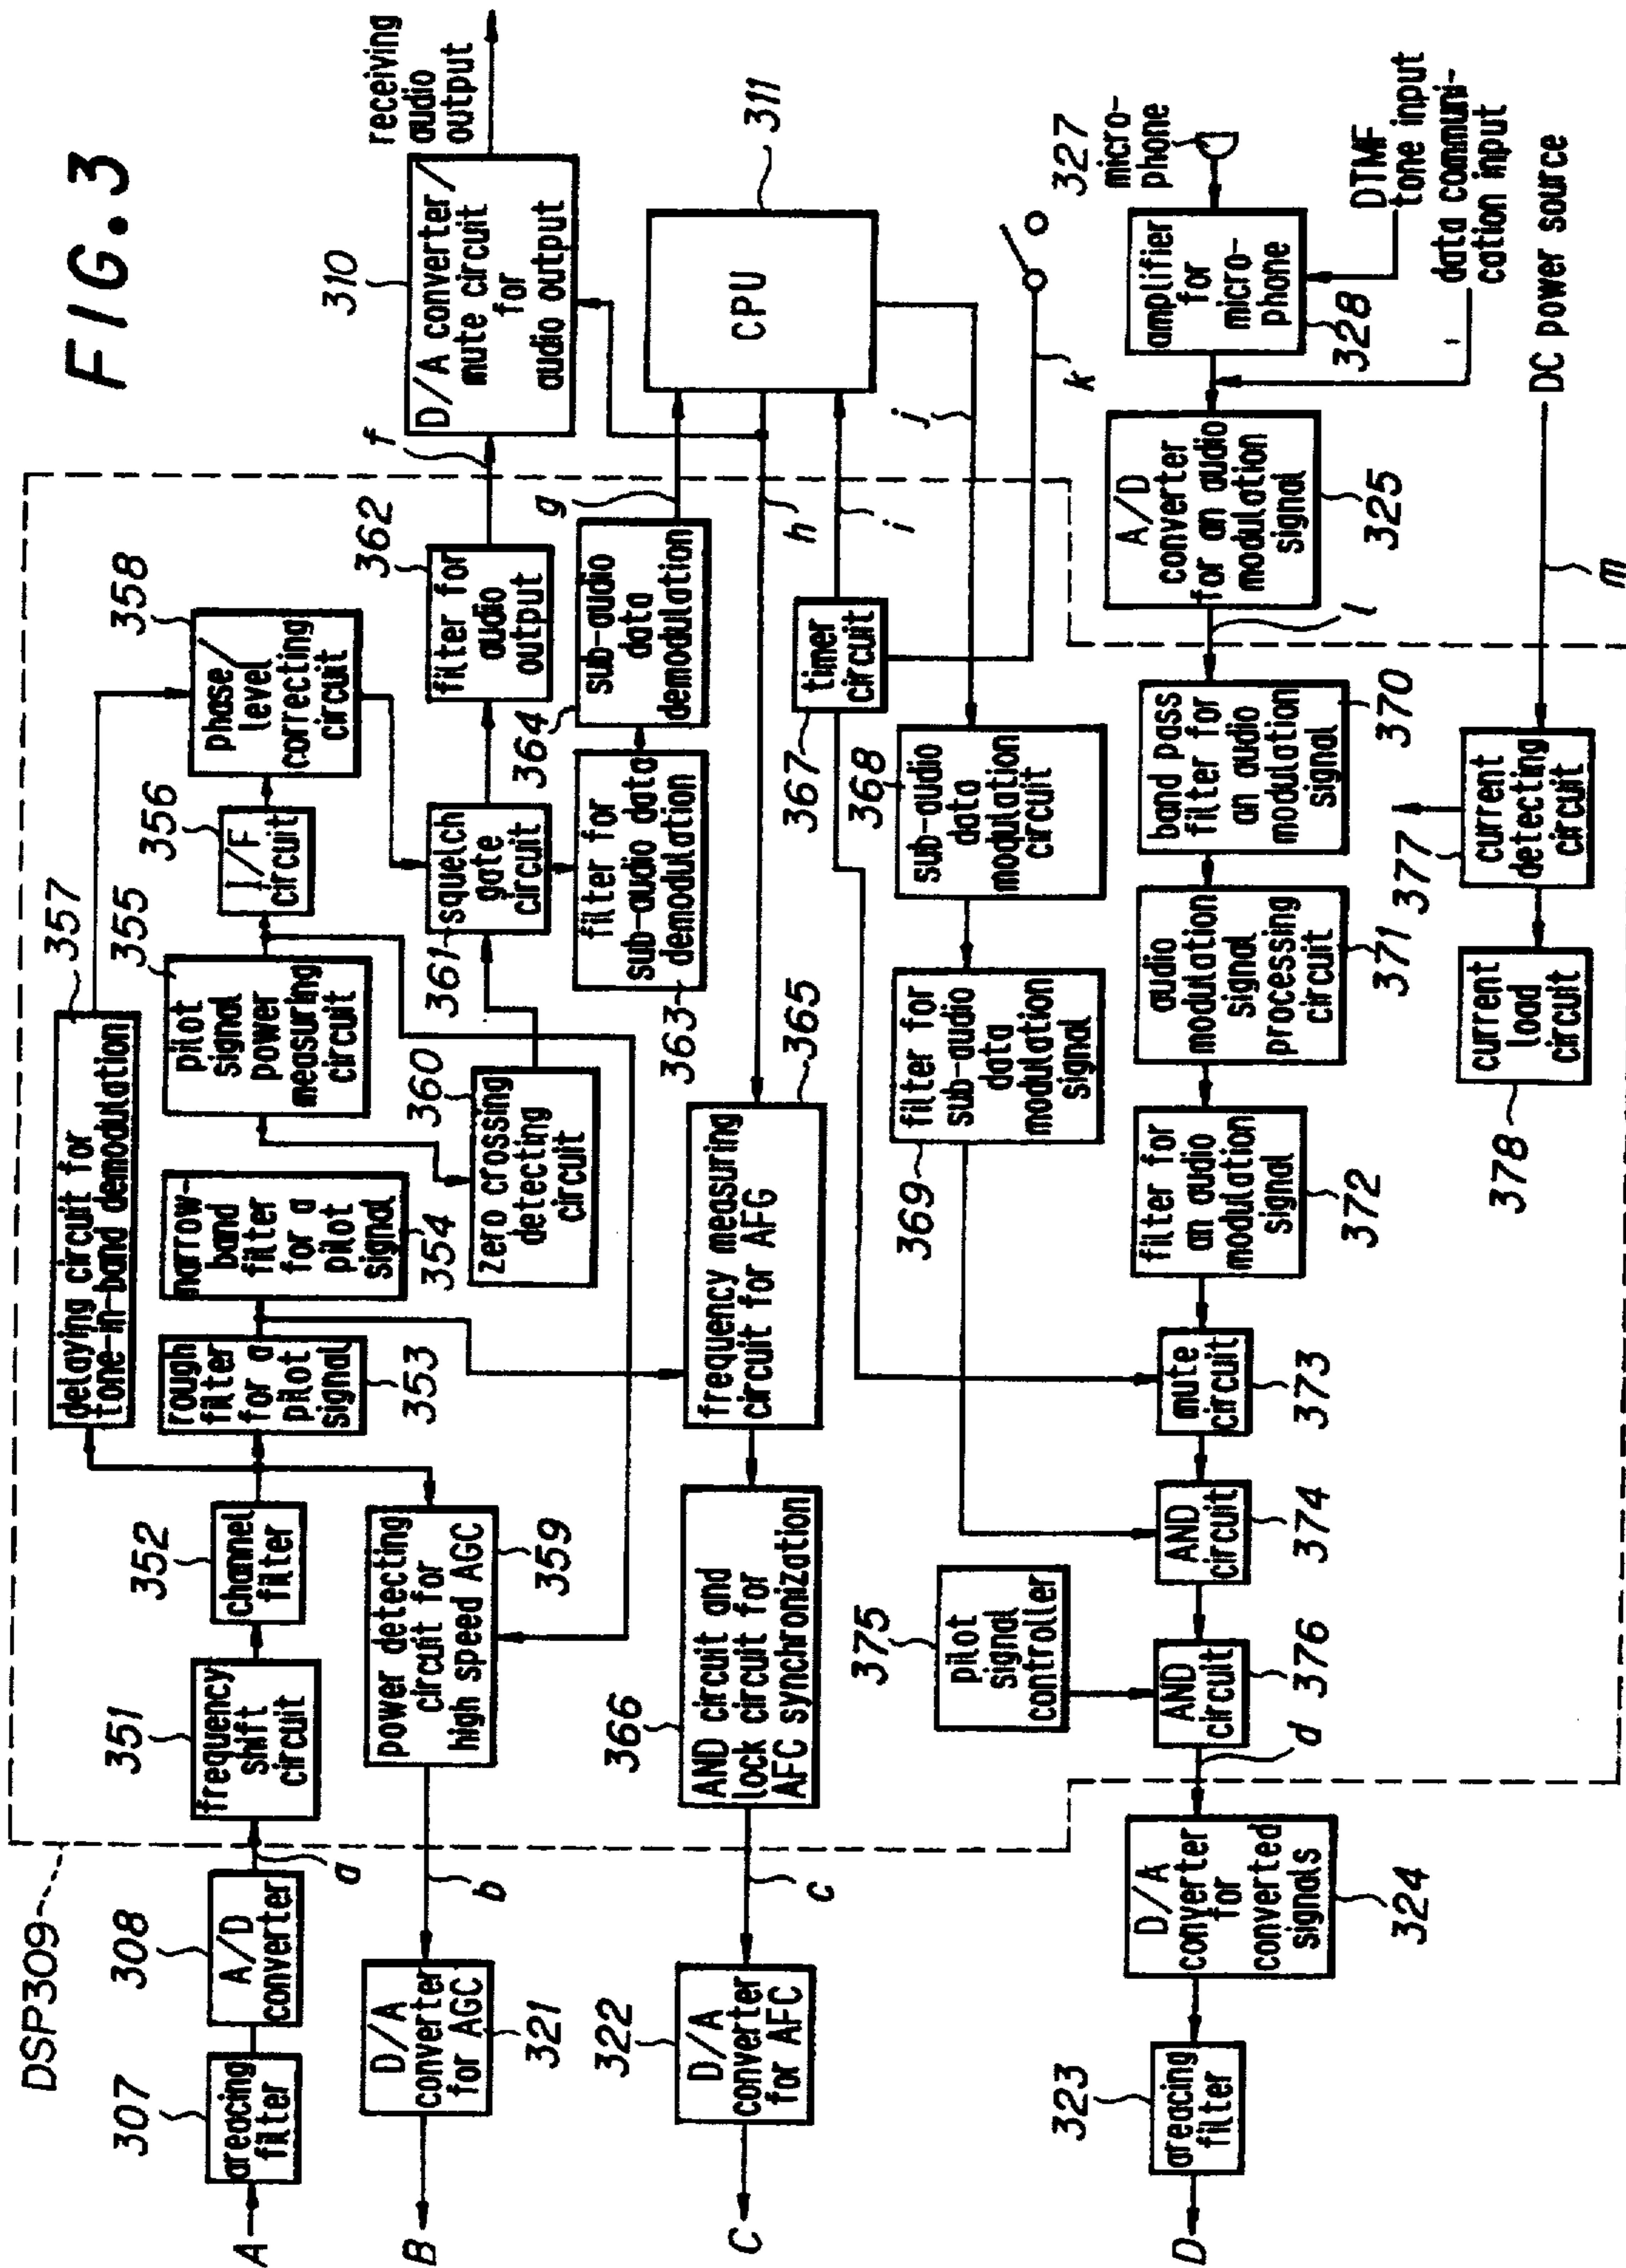 FIG.3
DSP309
A
307
areacing
filter
308
A/D
converter
a
351
frequency
shift
circuit
352
channel
filter
357
delaying circuit for
tone-in-band demodulation
rough
filter
for a
pilot
signal
353
narrow-
band
filter
for a
pilot
signal
354
355
pilot
signal
power
measuring
circuit
356
I/F
circuit
358
phase/
level
correcting
circuit
B
D/A
converter
for AGC
321
b
power detecting
circuit for
high speed AGC
359
360
zero crossing
detecting
circuit
361
squelch
gate
circuit
362
filter for
audio
output
f
310
D/A converter/
mute circuit
for
audio output
receiving
audio
output
363
filter for
sub-audio data
demodulation
364
sub-audio
data
demodulation
g
h
i
CPU
311
C
322
D/A
converter
for AFC
c
366
AND circuit and
lock circuit for
AFC synchronization
frequency measuring
circuit for AFG
365
367
timer
circuit
j
k
368
sub-audio
data
modulation
circuit
369
filter for
sub-audio
data
modulation
signal
375
pilot
signal
controller
D
323
areacing
filter
D/A
converter
for
converted
signals
324
d
AND
circuit
376
AND
circuit
374
mute
circuit
373
filter for
an audio
modulation
signal
372
audio
modulation
signal
processing
circuit
371
band pass
filter for
an audio
modulation
signal
370
l
A/D
converter
for an audio
modulation
signal
325
amplifier
for
micro-
phone
328
327
micro-
phone
DTMF
tone input
data communi-
cation input
378
current
load
circuit
377
current
detecting
circuit
m
DC power source